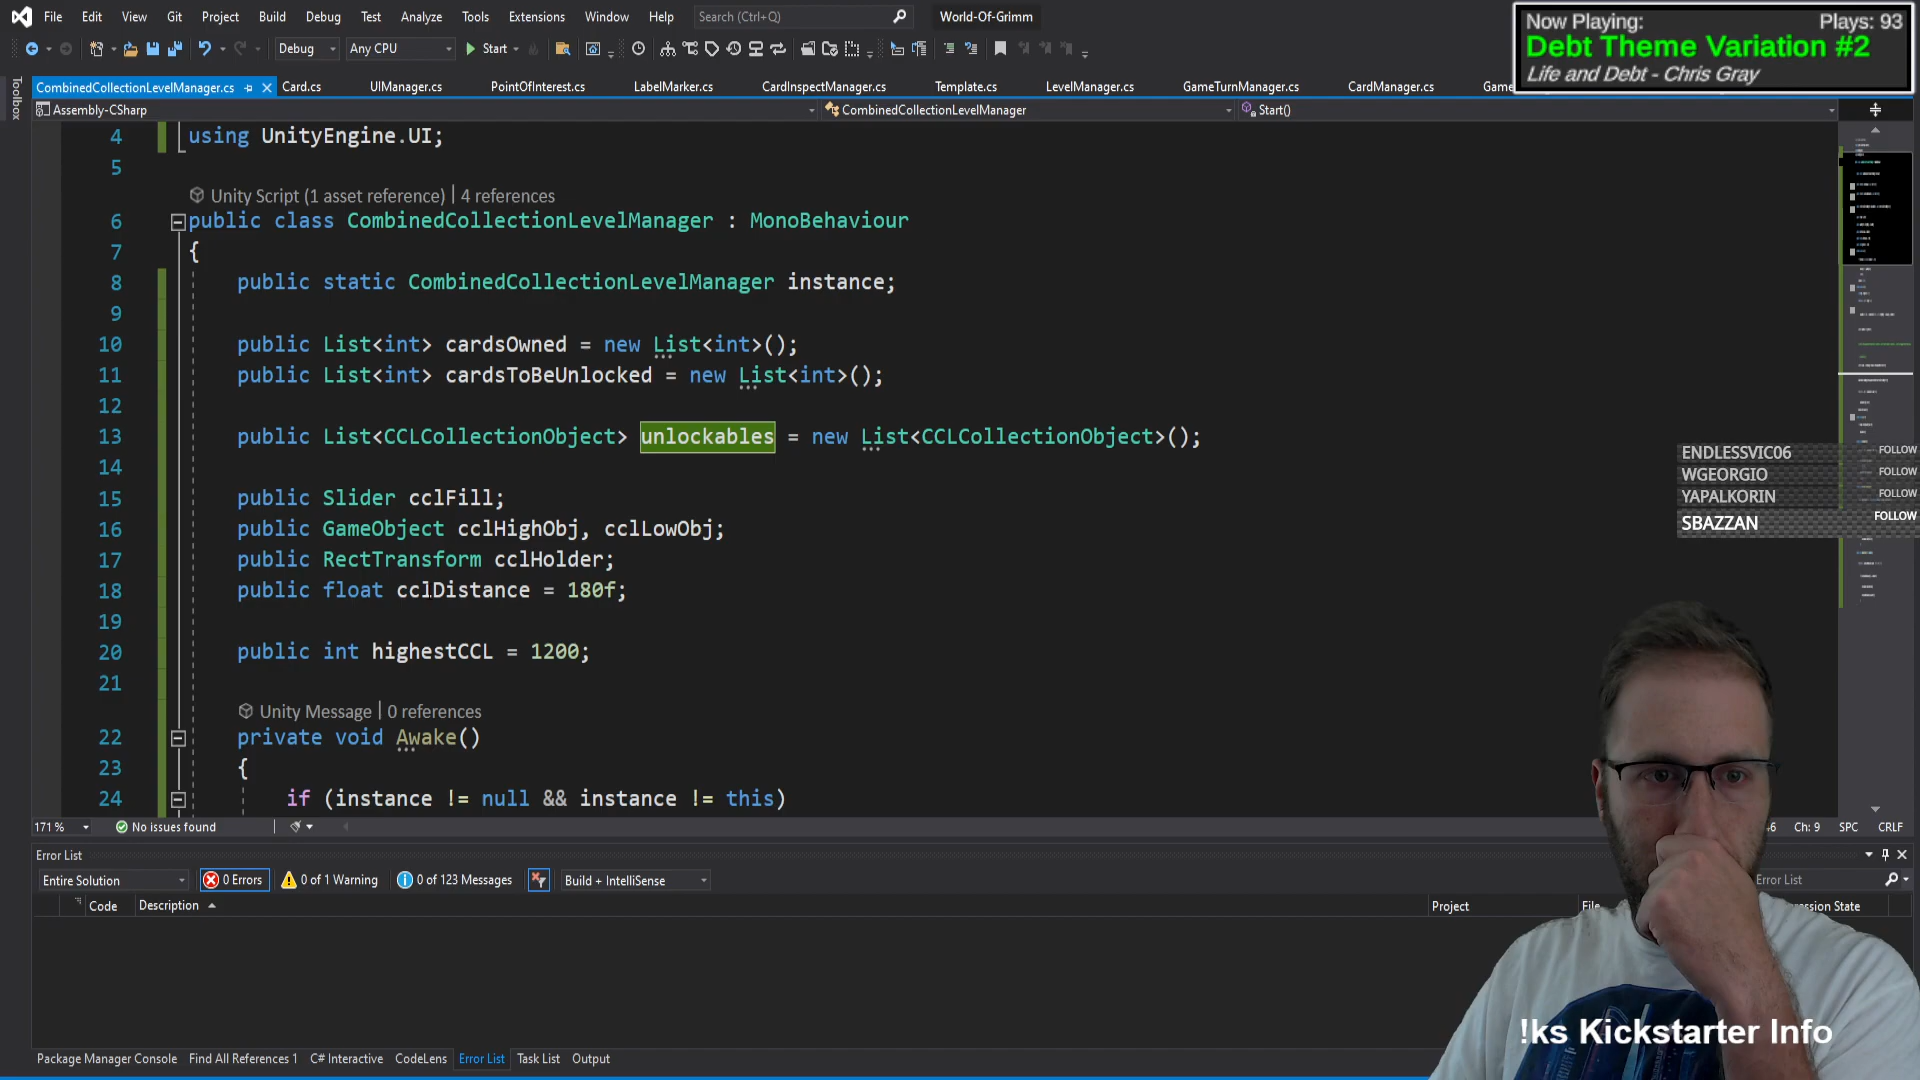 File Edit View Git Project Build Debug Test Analyze Tools Extensions Window Help Search (Ctrl+Q) World-Of-Grimm
Now Playing: Plays: 93
Debt Theme Variation #2
Life and Debt - Chris Gray
Debug Any CPU Start
Toolbox
CombinedCollectionLevelManager.cs Card.cs UIManager.cs PointOfInterest.cs LabelMarker.cs CardInspectManager.cs Template.cs LevelManager.cs GameTurnManager.cs CardManager.cs
Assembly-CSharp CombinedCollectionLevelManager Start()
4 using UnityEngine.UI;
5
Unity Script (1 asset reference) | 4 references
6 public class CombinedCollectionLevelManager : MonoBehaviour
7 {
8 public static CombinedCollectionLevelManager instance;
9
10 public List<int> cardsOwned = new List<int>();
11 public List<int> cardsToBeUnlocked = new List<int>();
12
13 public List<CCLCollectionObject> unlockables = new List<CCLCollectionObject>();
14
15 public Slider cclFill;
16 public GameObject cclHighObj, cclLowObj;
17 public RectTransform cclHolder;
18 public float cclDistance = 180f;
19
20 public int highestCCL = 1200;
21
Unity Message | 0 references
22 private void Awake()
23 {
24 if (instance != null && instance != this)
ENDLESSVIC06 FOLLOW
WGEORGIO FOLLOW
YAPALKORIN FOLLOW
SBAZZAN FOLLOW
171 % No issues found Ch: 9 SPC CRLF
Error List
Entire Solution 0 Errors 0 of 1 Warning 0 of 123 Messages Build + IntelliSense Error List
Code Description Project File State
!ks Kickstarter Info
Package Manager Console Find All References 1 C# Interactive CodeLens Error List Task List Output